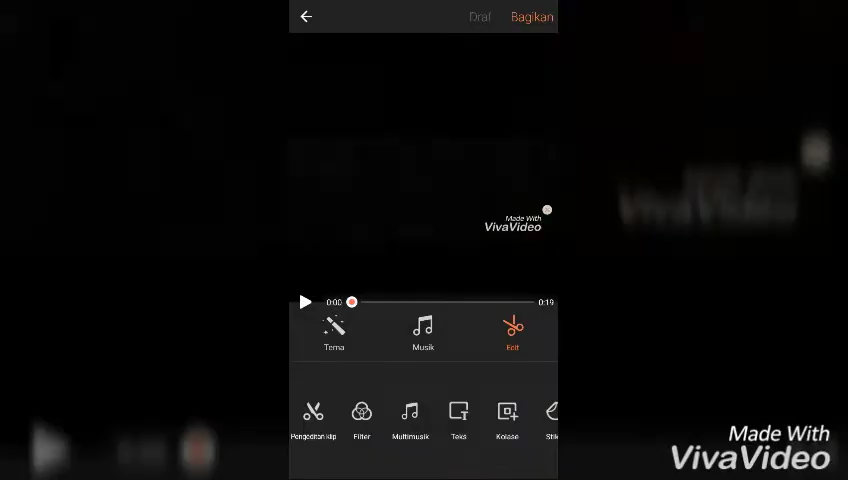 Draf Bagikan
Made With
VivaVideo
0:00 0:19
Tema Musik Edit
Pengeditan klip Filter Multimusik Teks Kolase Stik
Made With
VivaVideo